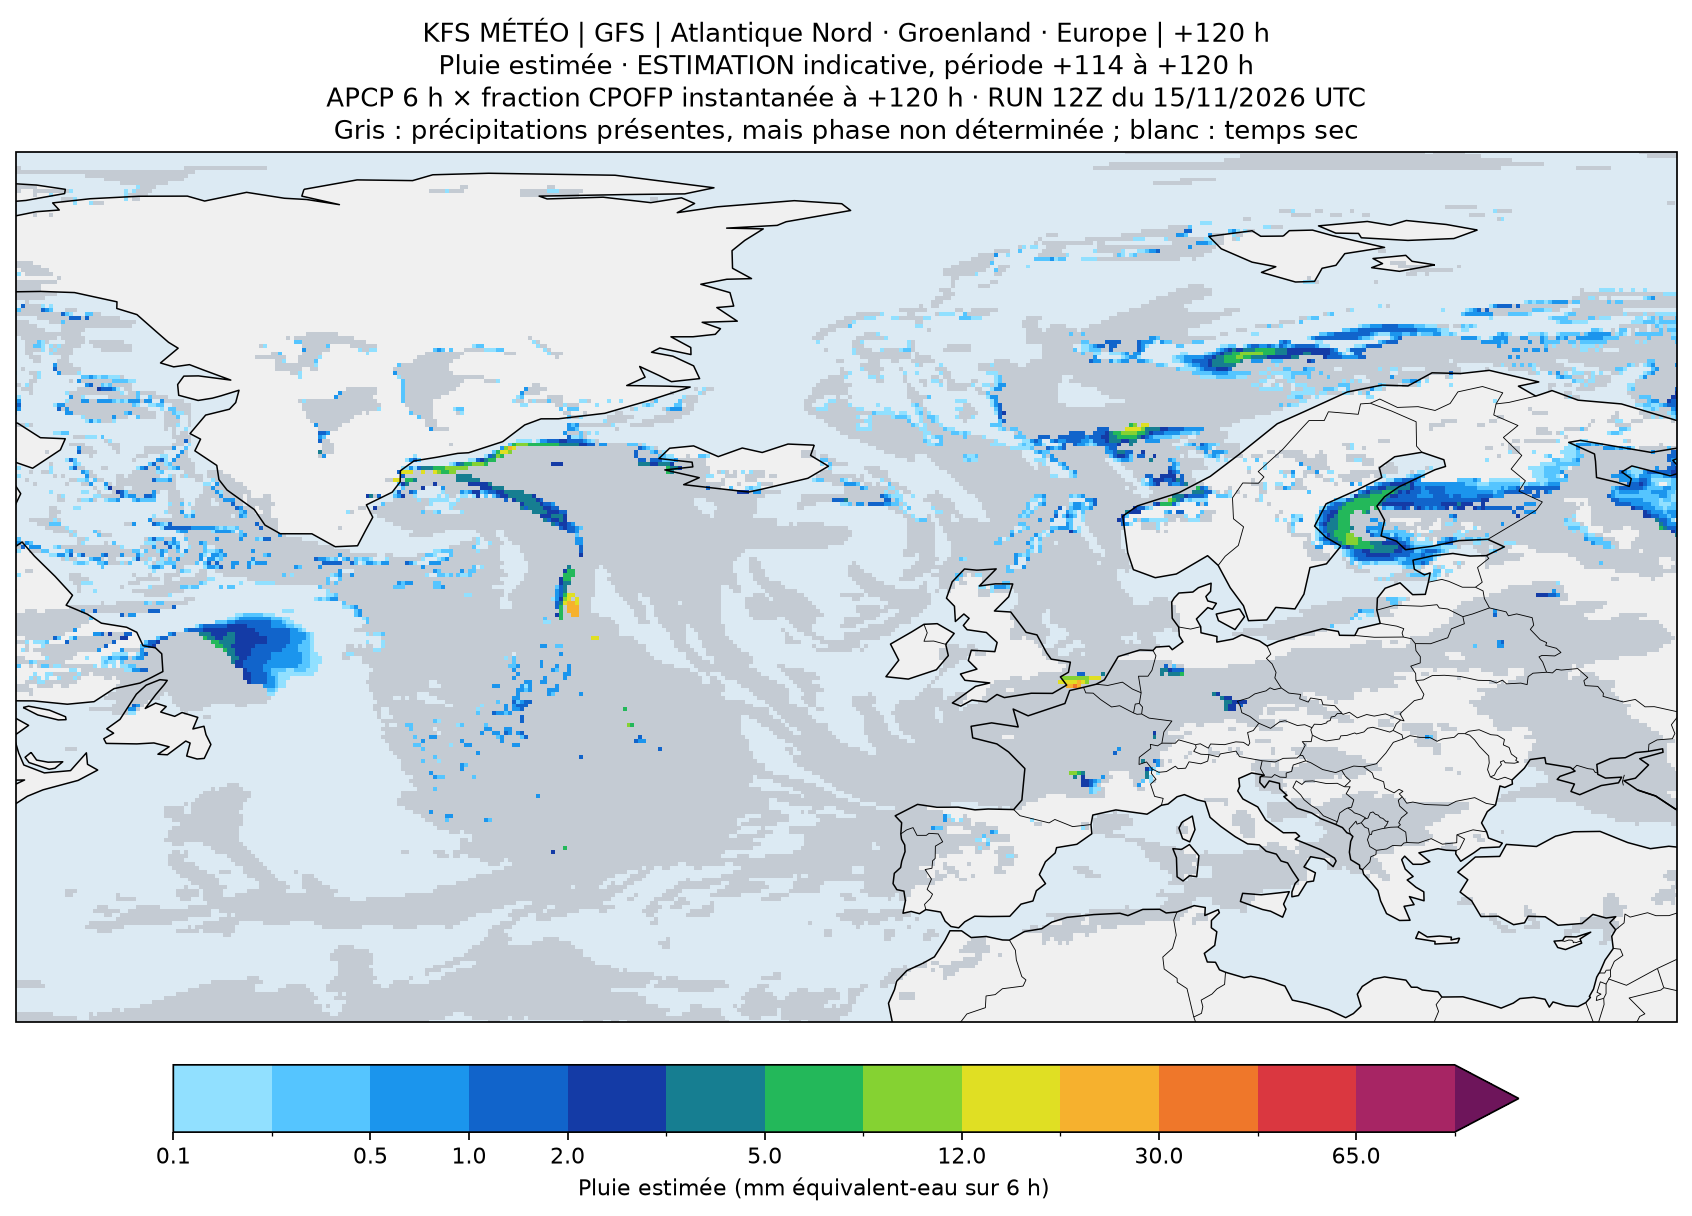 KFS MÉTÉO | GFS | Atlantique Nord · Groenland · Europe | +120 h
Pluie estimée · ESTIMATION indicative, période +114 à +120 h
APCP 6 h × fraction CPOFP instantanée à +120 h · RUN 12Z du 15/11/2026 UTC
Gris : précipitations présentes, mais phase non déterminée ; blanc : temps sec
0.1 0.5 1.0 2.0 5.0 12.0 30.0 65.0
Pluie estimée (mm équivalent-eau sur 6 h)